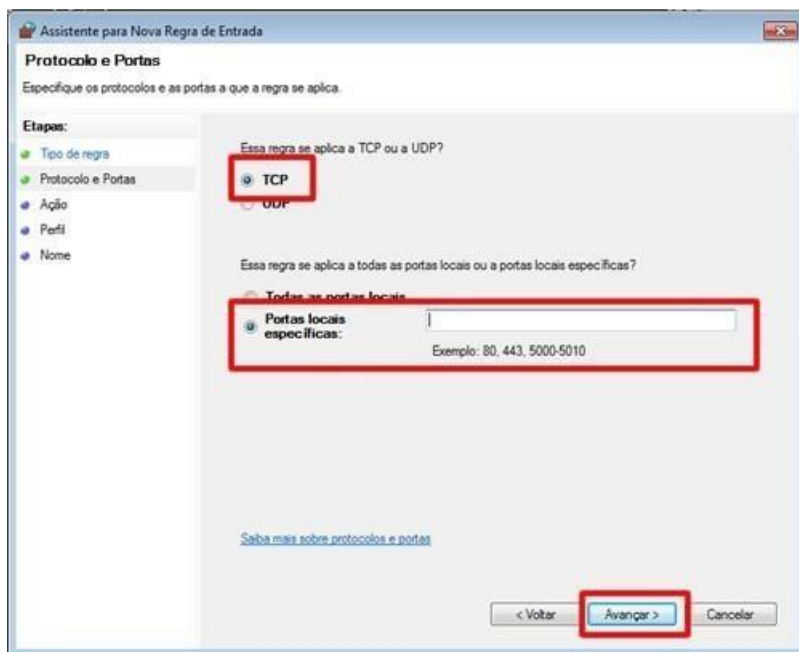 Assistente para Nova Regra de Entrada
Protocolo e Portas
Especifique os protocolos e as portas a que a regra se aplica.
Etapas:
Tipo de regra
Protocolo e Portas
Ação
Perfil
Nome
Essa regra se aplica a TCP ou a UDP?
TCP
UDP
Essa regra se aplica a todas as portas locais ou a portas locais específicas?
Todas as portas locais
Portas locais
específicas:
Exemplo: 80, 443, 5000-5010
Saiba mais sobre protocolos e portas
< Voltar
Avançar >
Cancelar